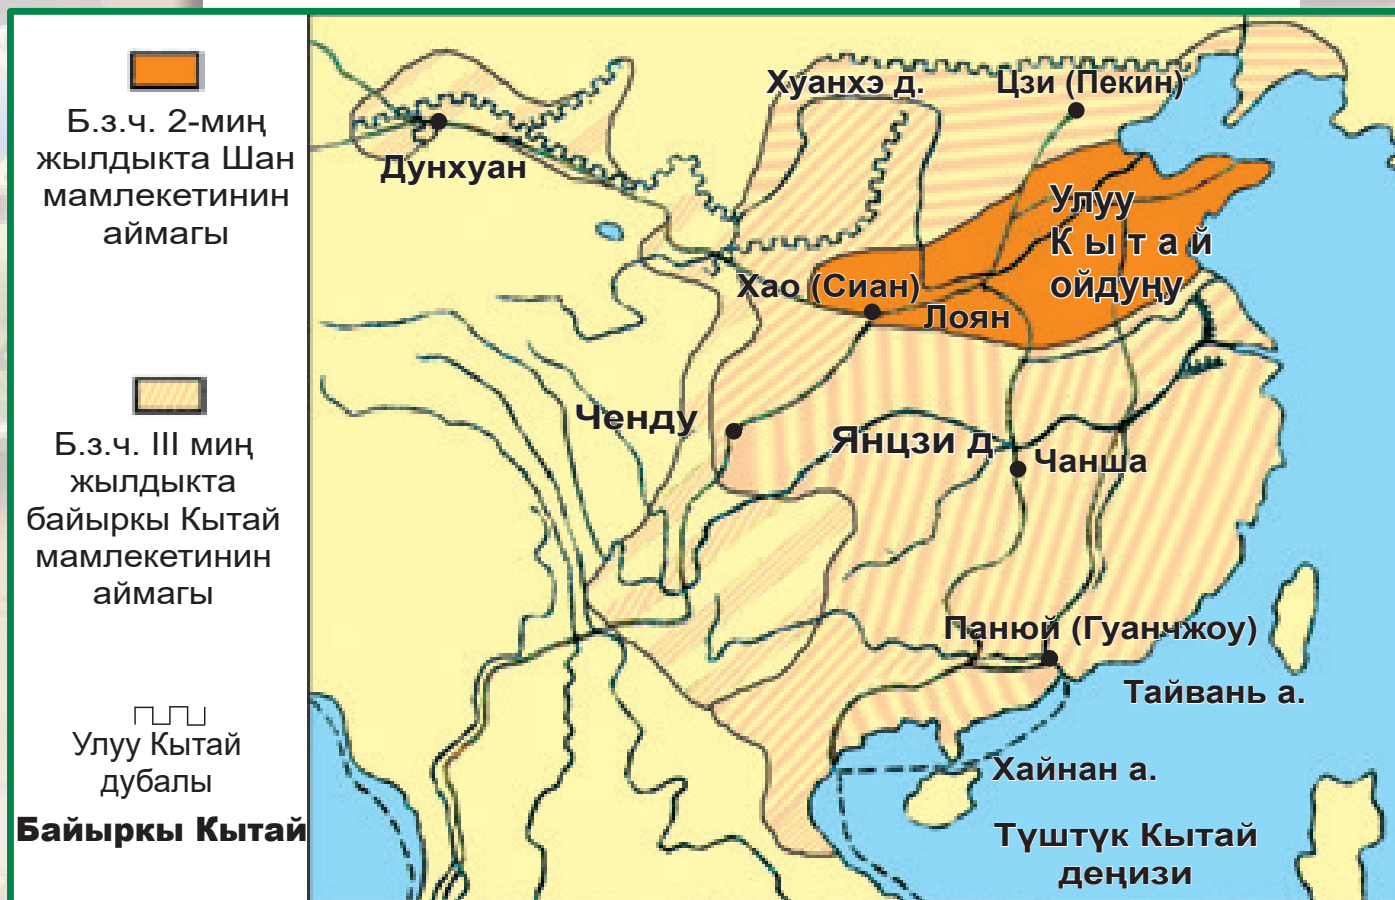 Б.з.ч. 2-миң
жылдыкта Шан
мамлекетинин
аймагы
Б.з.ч. III миң
жылдыкта
байыркы Кытай
мамлекетинин
аймагы
Улуу Кытай
дубалы
Байыркы Кытай
Хуанхэ д.
Цзи (Пекин)
Дунхуан
Улуу
Кытай
ойдуңу
Хао (Сиан)
Лоян
Ченду
Янцзи д
Чанша
Панюй (Гуанчжоу)
Тайвань а.
Хайнан а.
Түштүк Кытай
деңизи